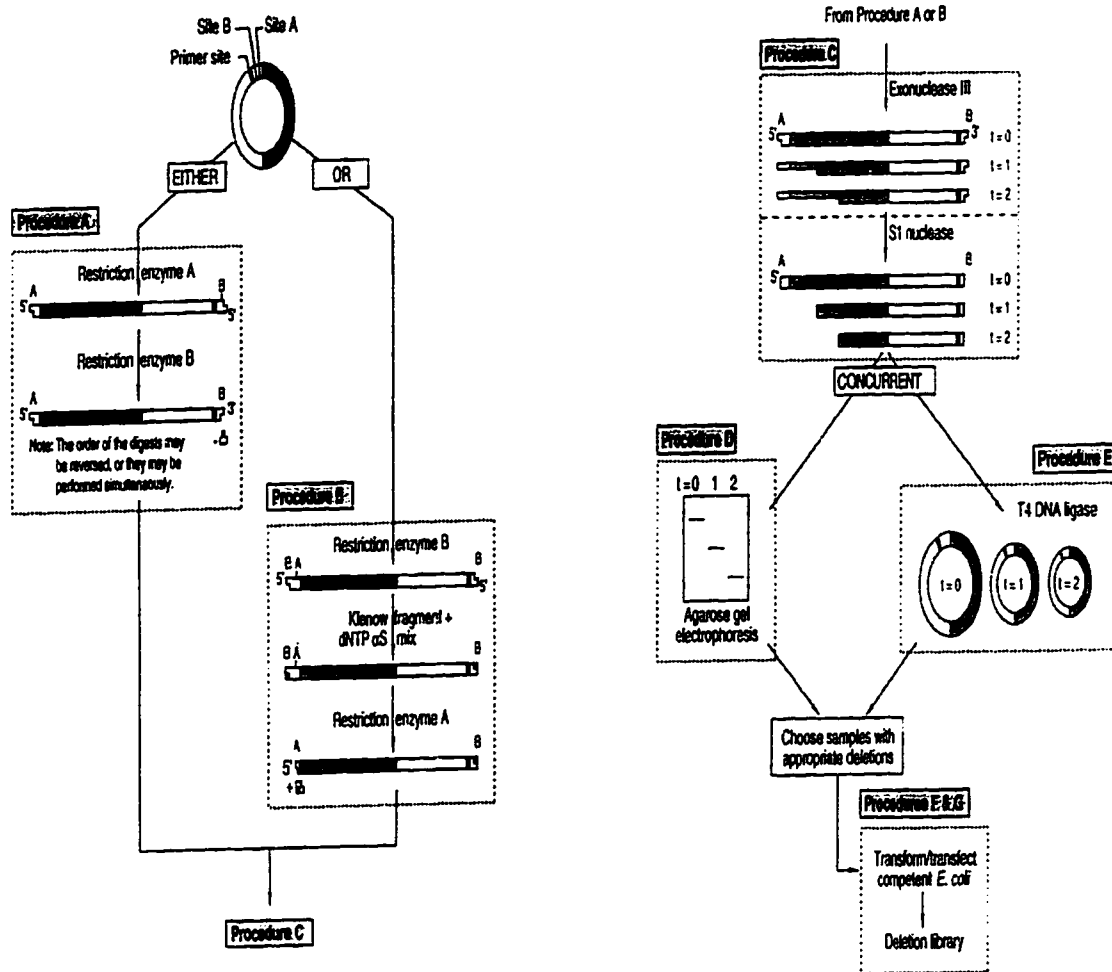 Site B Site A
Primer site
EITHER
OR
Procedure A
Restriction enzyme A
A B
5' 5'
Restriction enzyme B
A B
5' 3'
Note: The order of the digests may
be reversed, or they may be
performed simultaneously.
Procedure B
Restriction enzyme B
B A B
5' 5'
Klenow fragment +
dNTP αS mix
B A B
Restriction enzyme A
A B
5'
Procedure C
From Procedure A or B
Procedure C
Exonuclease III
A B
5' 3' t=0
t=1
t=2
S1 nuclease
A B
5' t=0
t=1
t=2
CONCURRENT
Procedure D
t=0 1 2
Agarose gel
electrophoresis
Procedure E
T4 DNA ligase
t=0 t=1 t=2
Choose samples with
appropriate deletions
Procedures & G
Transform/transfect
competent E. coli
Deletion library